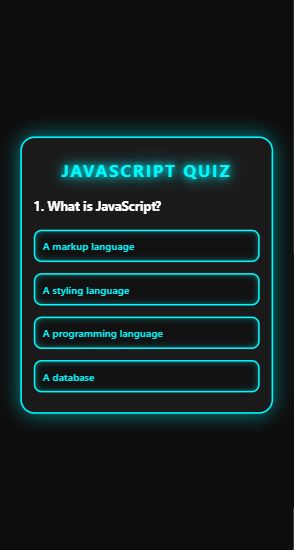 JAVASCRIPT QUIZ
1. What is JavaScript?
A markup language
A styling language
A programming language
A database